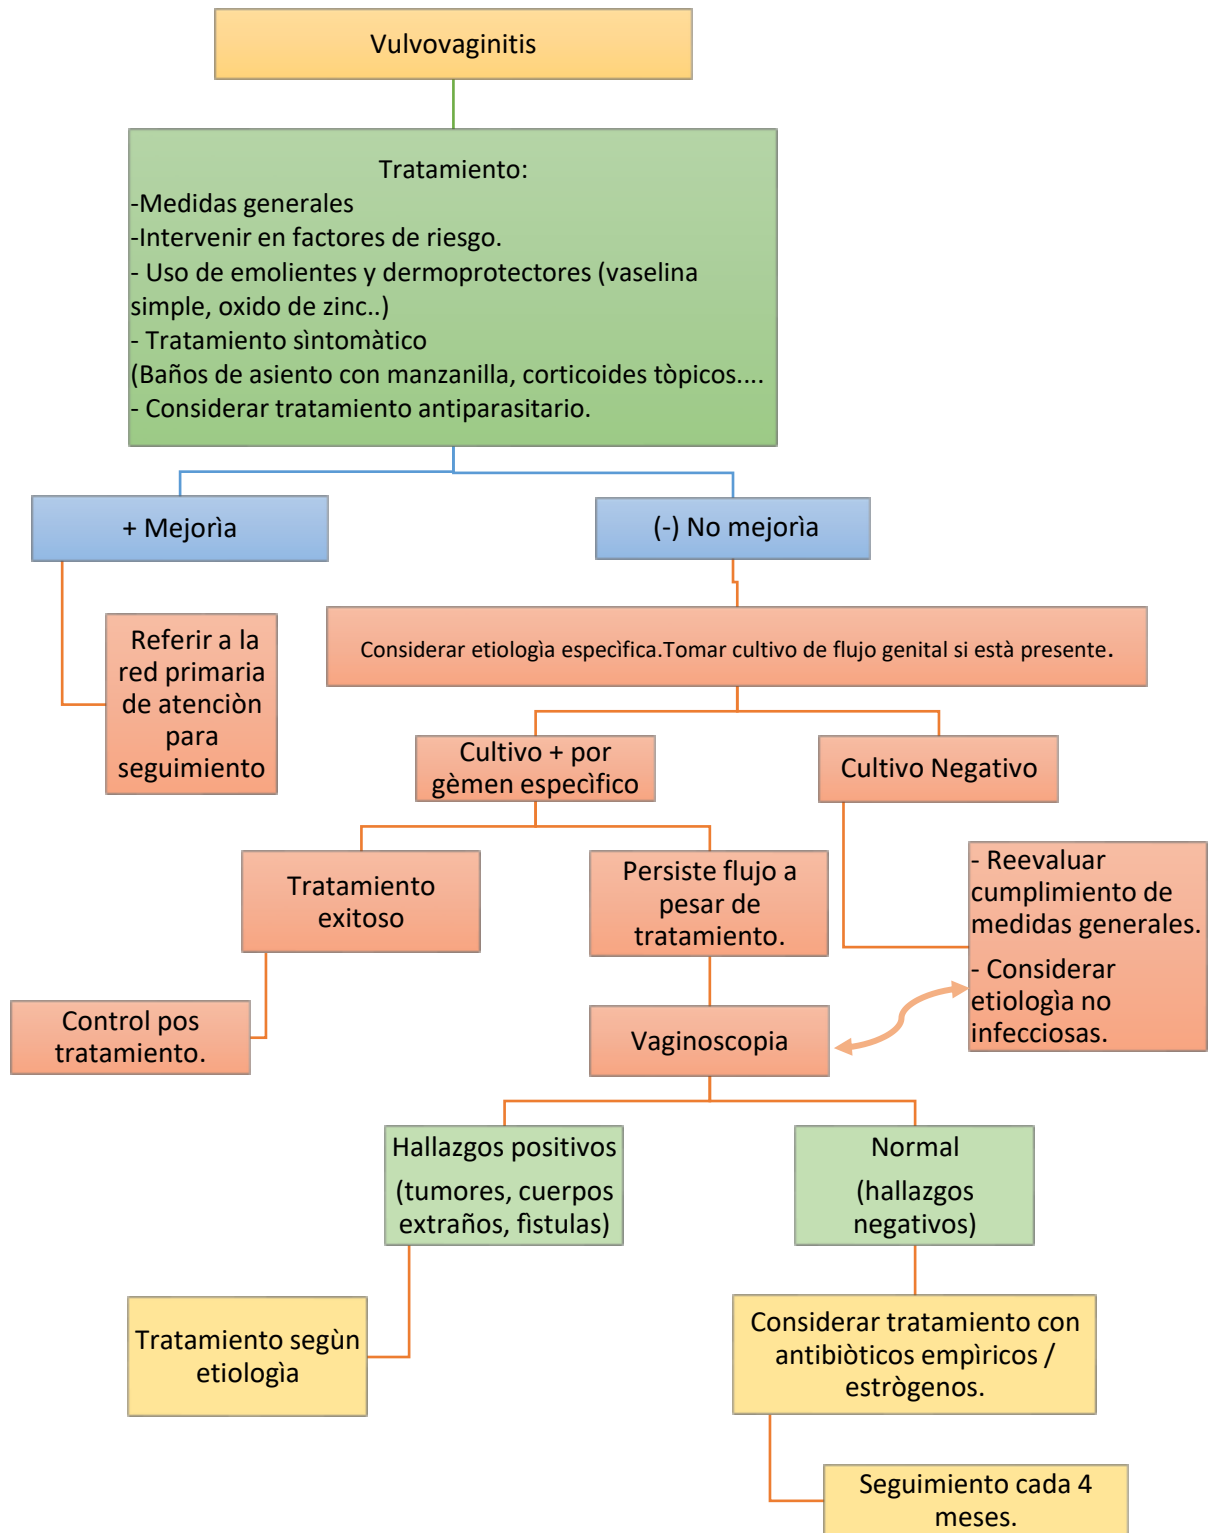 Vulvovaginitis
Tratamiento:
-Medidas generales
-Intervenir en factores de riesgo.
- Uso de emolientes y dermoprotectores (vaselina
simple, oxido de zinc..)
- Tratamiento sìntomàtico
(Baños de asiento con manzanilla, corticoides tòpicos....
- Considerar tratamiento antiparasitario.
+ Mejorìa
(-) No mejorìa
Referir a la
red primaria
de atenciòn
para
seguimiento
Considerar etiologìa especìfica.Tomar cultivo de flujo genital si està presente.
Cultivo + por
gèmen especìfico
Cultivo Negativo
Tratamiento
exitoso
Persiste flujo a
pesar de
tratamiento.
- Reevaluar
cumplimiento de
medidas generales.
- Considerar
etiologìa no
infecciosas.
Control pos
tratamiento.
Vaginoscopia
Hallazgos positivos
(tumores, cuerpos
extraños, fìstulas)
Normal
(hallazgos
negativos)
Tratamiento segùn
etiologìa
Considerar tratamiento con
antibiòticos empìricos /
estrògenos.
Seguimiento cada 4
meses.